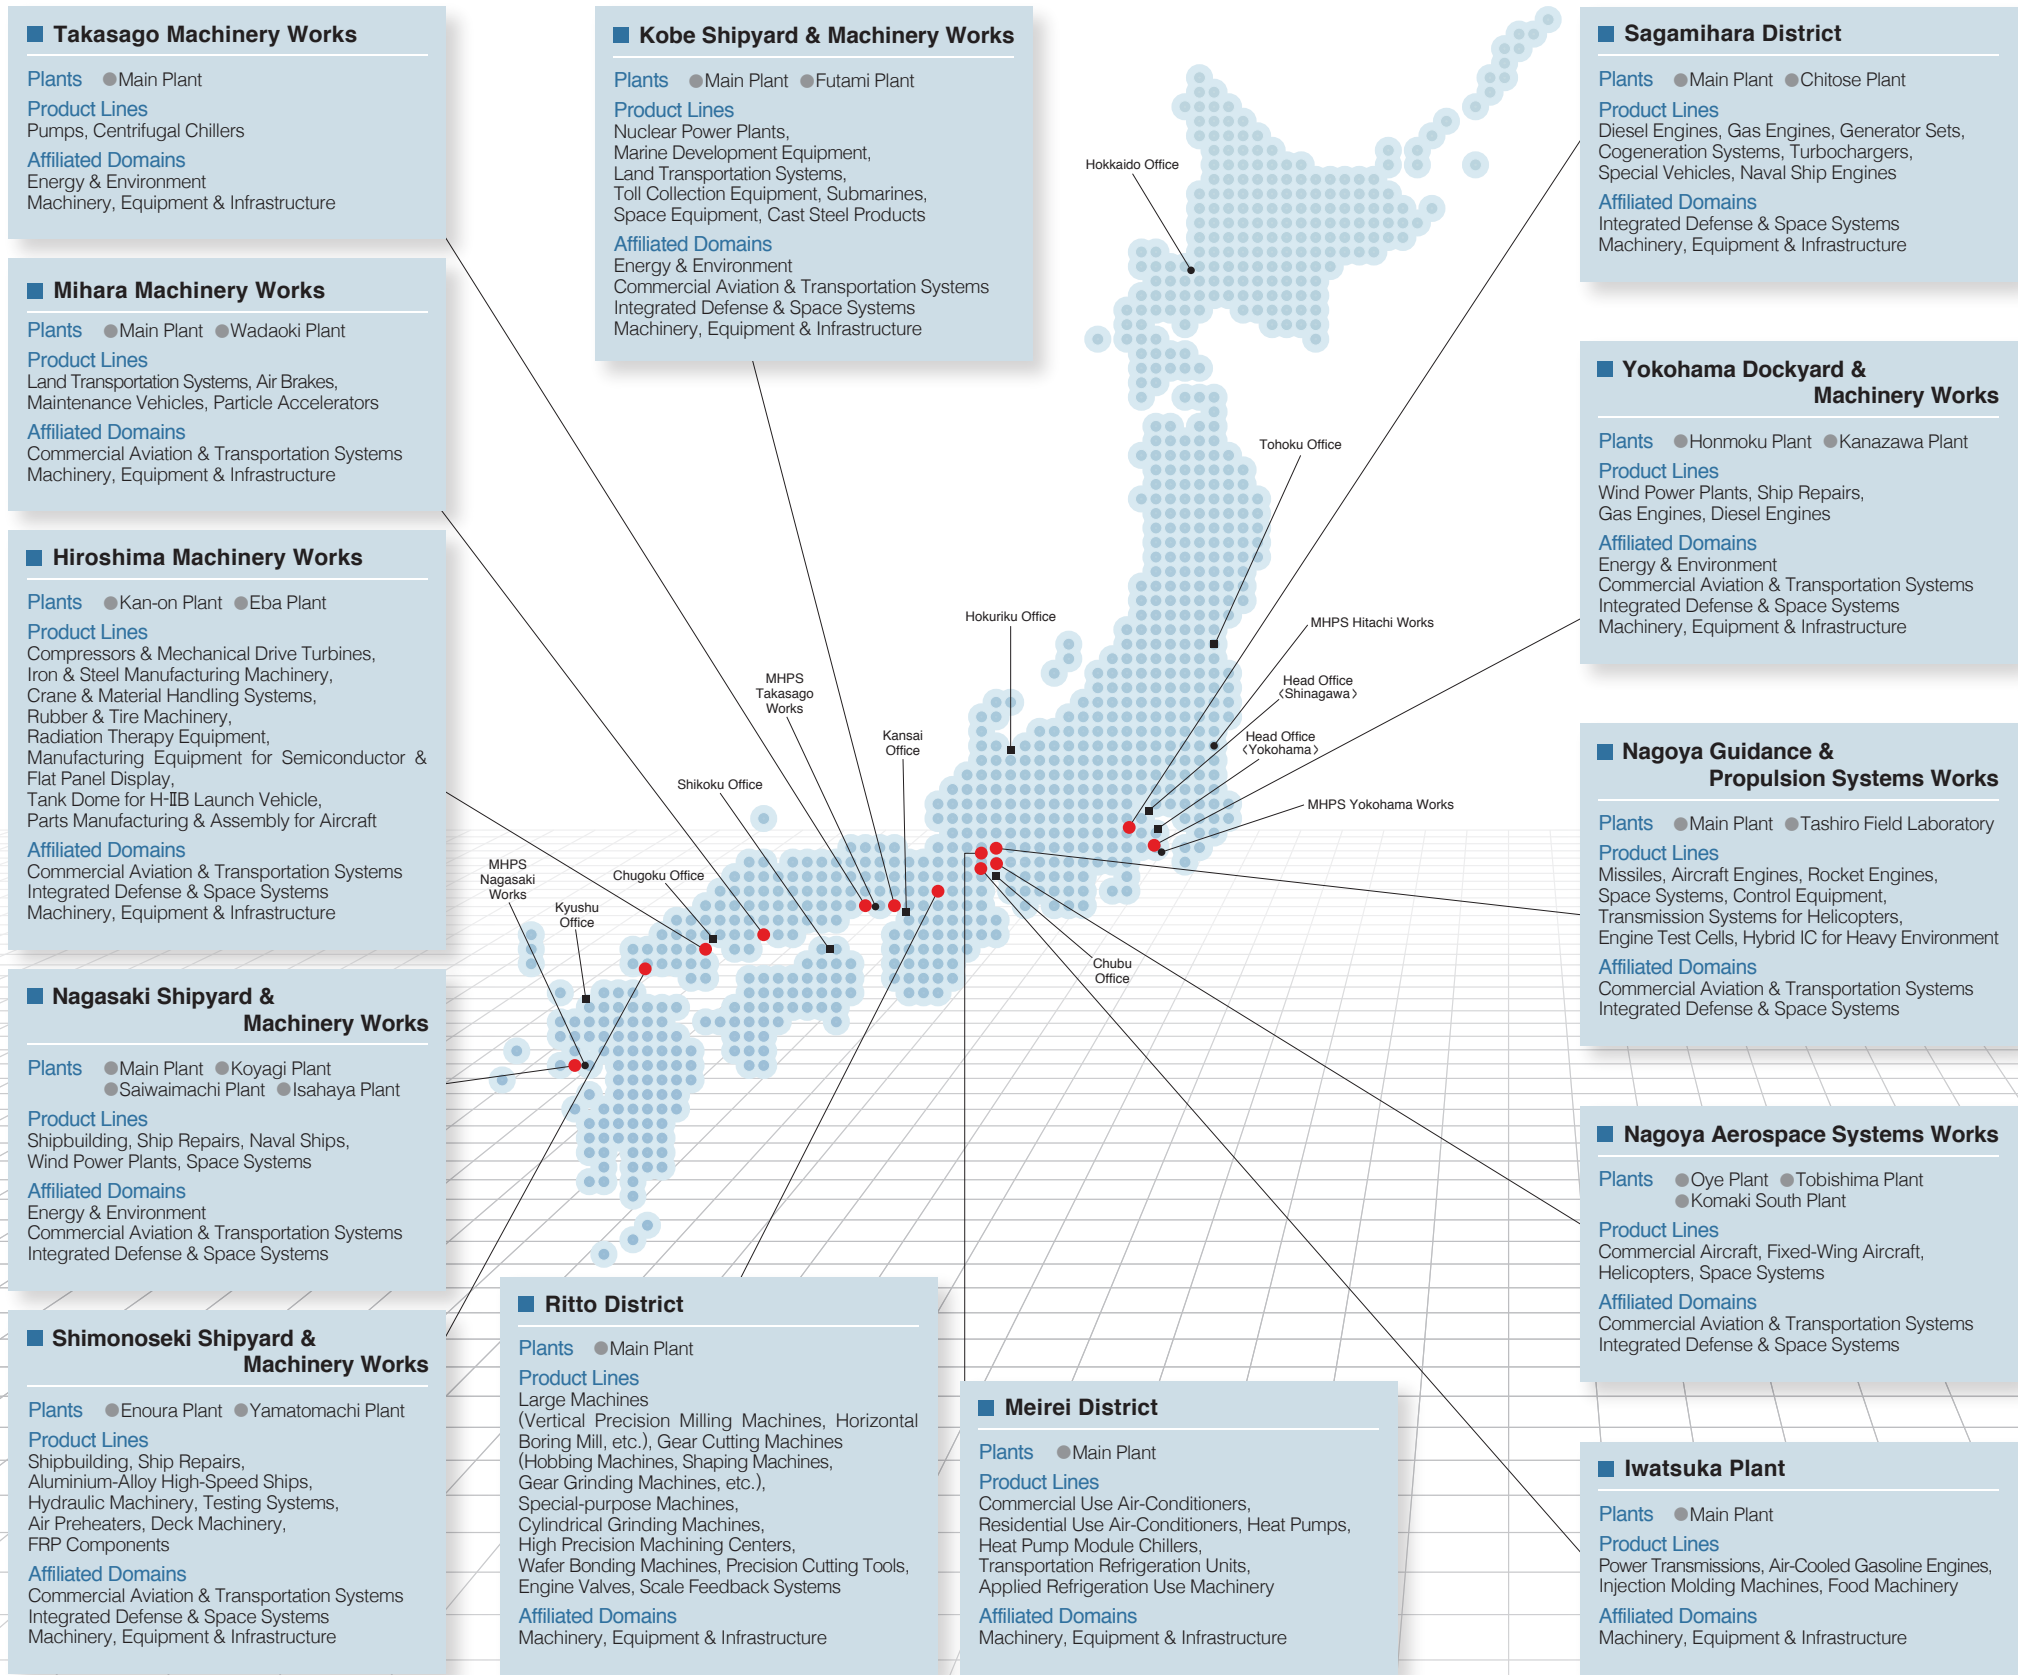 Takasago Machinery Works
Plants ●Main Plant
Product Lines
Pumps, Centrifugal Chillers
Affiliated Domains
Energy & Environment
Machinery, Equipment & Infrastructure
Mihara Machinery Works
Plants ●Main Plant ●Wadaoki Plant
Product Lines
Land Transportation Systems, Air Brakes,
Maintenance Vehicles, Particle Accelerators
Affiliated Domains
Commercial Aviation & Transportation Systems
Machinery, Equipment & Infrastructure
Hiroshima Machinery Works
Plants ●Kan-on Plant ●Eba Plant
Product Lines
Compressors & Mechanical Drive Turbines,
Iron & Steel Manufacturing Machinery,
Crane & Material Handling Systems,
Rubber & Tire Machinery,
Radiation Therapy Equipment,
Manufacturing Equipment for Semiconductor &
Flat Panel Display,
Tank Dome for H-ⅡB Launch Vehicle,
Parts Manufacturing & Assembly for Aircraft
Affiliated Domains
Commercial Aviation & Transportation Systems
Integrated Defense & Space Systems
Machinery, Equipment & Infrastructure
Nagasaki Shipyard &
Machinery Works
Plants ●Main Plant ●Koyagi Plant
●Saiwaimachi Plant ●Isahaya Plant
Product Lines
Shipbuilding, Ship Repairs, Naval Ships,
Wind Power Plants, Space Systems
Affiliated Domains
Energy & Environment
Commercial Aviation & Transportation Systems
Integrated Defense & Space Systems
Shimonoseki Shipyard &
Machinery Works
Plants ●Enoura Plant ●Yamatomachi Plant
Product Lines
Shipbuilding, Ship Repairs,
Aluminium-Alloy High-Speed Ships,
Hydraulic Machinery, Testing Systems,
Air Preheaters, Deck Machinery,
FRP Components
Affiliated Domains
Commercial Aviation & Transportation Systems
Integrated Defense & Space Systems
Machinery, Equipment & Infrastructure
Kobe Shipyard & Machinery Works
Plants ●Main Plant ●Futami Plant
Product Lines
Nuclear Power Plants,
Marine Development Equipment,
Land Transportation Systems,
Toll Collection Equipment, Submarines,
Space Equipment, Cast Steel Products
Affiliated Domains
Energy & Environment
Commercial Aviation & Transportation Systems
Integrated Defense & Space Systems
Machinery, Equipment & Infrastructure
Hokkaido Office
Tohoku Office
Hokuriku Office
MHPS Hitachi Works
Head Office
〈Shinagawa〉
Head Office
〈Yokohama〉
MHPS Yokohama Works
MHPS
Takasago
Works
Kansai
Office
Shikoku Office
Chugoku Office
MHPS
Nagasaki
Works
Kyushu
Office
Chubu
Office
Ritto District
Plants ●Main Plant
Product Lines
Large Machines
(Vertical Precision Milling Machines, Horizontal
Boring Mill, etc.), Gear Cutting Machines
(Hobbing Machines, Shaping Machines,
Gear Grinding Machines, etc.),
Special-purpose Machines,
Cylindrical Grinding Machines,
High Precision Machining Centers,
Wafer Bonding Machines, Precision Cutting Tools,
Engine Valves, Scale Feedback Systems
Affiliated Domains
Machinery, Equipment & Infrastructure
Meirei District
Plants ●Main Plant
Product Lines
Commercial Use Air-Conditioners,
Residential Use Air-Conditioners, Heat Pumps,
Heat Pump Module Chillers,
Transportation Refrigeration Units,
Applied Refrigeration Use Machinery
Affiliated Domains
Machinery, Equipment & Infrastructure
Sagamihara District
Plants ●Main Plant ●Chitose Plant
Product Lines
Diesel Engines, Gas Engines, Generator Sets,
Cogeneration Systems, Turbochargers,
Special Vehicles, Naval Ship Engines
Affiliated Domains
Integrated Defense & Space Systems
Machinery, Equipment & Infrastructure
Yokohama Dockyard &
Machinery Works
Plants ●Honmoku Plant ●Kanazawa Plant
Product Lines
Wind Power Plants, Ship Repairs,
Gas Engines, Diesel Engines
Affiliated Domains
Energy & Environment
Commercial Aviation & Transportation Systems
Integrated Defense & Space Systems
Machinery, Equipment & Infrastructure
Nagoya Guidance &
Propulsion Systems Works
Plants ●Main Plant ●Tashiro Field Laboratory
Product Lines
Missiles, Aircraft Engines, Rocket Engines,
Space Systems, Control Equipment,
Transmission Systems for Helicopters,
Engine Test Cells, Hybrid IC for Heavy Environment
Affiliated Domains
Commercial Aviation & Transportation Systems
Integrated Defense & Space Systems
Nagoya Aerospace Systems Works
Plants ●Oye Plant ●Tobishima Plant
●Komaki South Plant
Product Lines
Commercial Aircraft, Fixed-Wing Aircraft,
Helicopters, Space Systems
Affiliated Domains
Commercial Aviation & Transportation Systems
Integrated Defense & Space Systems
Iwatsuka Plant
Plants ●Main Plant
Product Lines
Power Transmissions, Air-Cooled Gasoline Engines,
Injection Molding Machines, Food Machinery
Affiliated Domains
Machinery, Equipment & Infrastructure